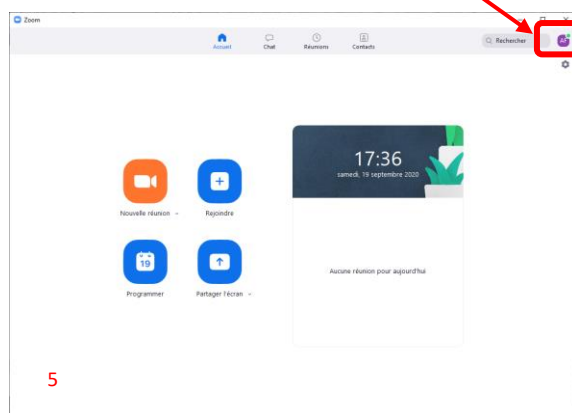 Zoom
Accueil Chat Réunions Contacts
Rechercher
17:36
samedi, 19 septembre 2020
Nouvelle réunion Rejoindre
19
Programmer Partager l'écran
Aucune réunion pour aujourd'hui
5